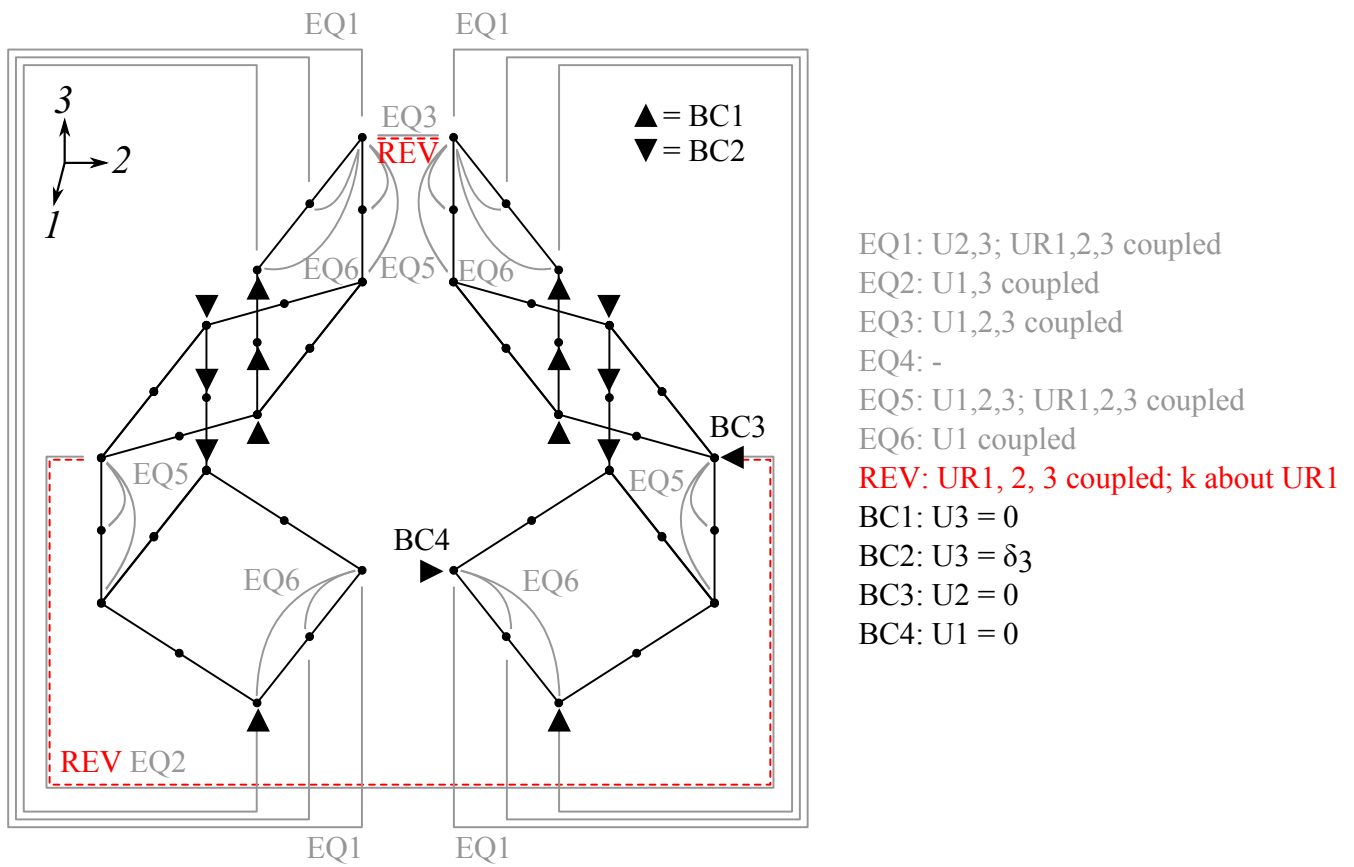 EQ1
EQ1
3
2
1
EQ3
REV
▲ = BC1
▼ = BC2
EQ6
EQ5
EQ6
EQ1: U2,3; UR1,2,3 coupled
EQ2: U1,3 coupled
EQ3: U1,2,3 coupled
EQ4: -
EQ5: U1,2,3; UR1,2,3 coupled
EQ6: U1 coupled
REV: UR1, 2, 3 coupled; k about UR1
BC1: U3 = 0
BC2: U3 = δ3
BC3: U2 = 0
BC4: U1 = 0
BC3
EQ5
EQ5
BC4
EQ6
EQ6
REV EQ2
EQ1
EQ1